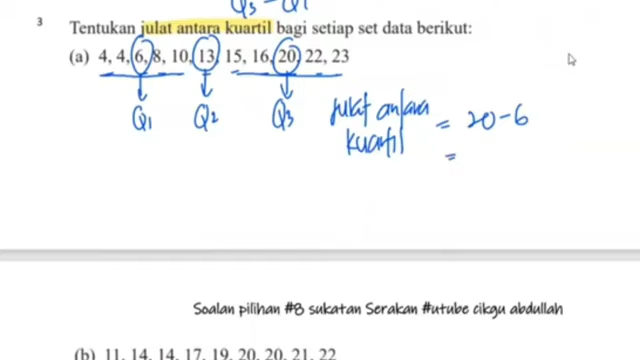 Q3 - Q1
3 Tentukan julat antara kuartil bagi setiap set data berikut:
(a) 4, 4, 6, 8, 10, 13, 15, 16, 20, 22, 23
Q1 Q2 Q3
julat antara kuartil = 20 - 6
=
Soalan pilihan #8 sukatan Serakan #utube cikgu abdullah
(b) 11, 14, 14, 17, 19, 20, 20, 21, 22